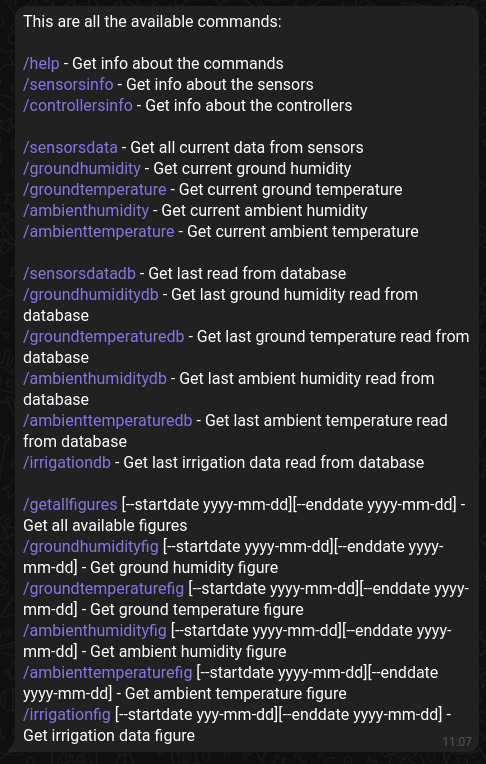 This are all the available commands:
/help - Get info about the commands
/sensorsinfo - Get info about the sensors
/controllersinfo - Get info about the controllers
/sensorsdata - Get all current data from sensors
/groundhumidity - Get current ground humidity
/groundtemperature - Get current ground temperature
/ambienthumidity - Get current ambient humidity
/ambienttemperature - Get current ambient temperature
/sensorsdatadb - Get last read from database
/groundhumiditydb - Get last ground humidity read from
database
/groundtemperaturedb - Get last ground temperature read from
database
/ambienthumiditydb - Get last ambient humidity read from
database
/ambienttemperaturedb - Get last ambient temperature read
from database
/irrigationdb - Get last irrigation data read from database
/getallfigures [--startdate yyyy-mm-dd][--enddate yyyy-mm-dd] -
Get all available figures
/groundhumidityfig [--startdate yyyy-mm-dd][--enddate yyyy-
mm-dd] - Get ground humidity figure
/groundtemperaturefig [--startdate yyyy-mm-dd][--enddate yyyy-
mm-dd] - Get ground temperature figure
/ambienthumidityfig [--startdate yyyy-mm-dd][--enddate yyyy-
mm-dd] - Get ambient humidity figure
/ambienttemperaturefig [--startdate yyyy-mm-dd][--enddate
yyyy-mm-dd] - Get ambient temperature figure
/irrigationfig [--startdate yyy-mm-dd][--enddate yyyy-mm-dd] -
Get irrigation data figure
11:07